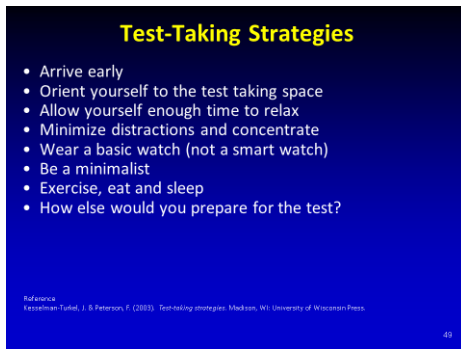 Test-Taking Strategies
• Arrive early
• Orient yourself to the test taking space
• Allow yourself enough time to relax
• Minimize distractions and concentrate
• Wear a basic watch (not a smart watch)
• Be a minimalist
• Exercise, eat and sleep
• How else would you prepare for the test?
Reference
Kesselman-Turkel, J. & Peterson, F. (2003). Test-taking strategies. Madison, WI: University of Wisconsin Press.
49